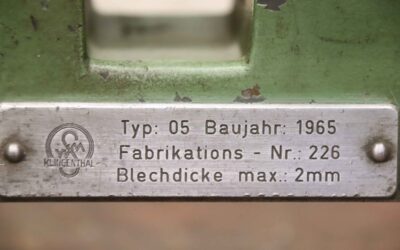 Typ: 05 Baujahr: 1965
Fabrikations - Nr.: 226
Blechdicke max.: 2mm
KLINGENTHAL